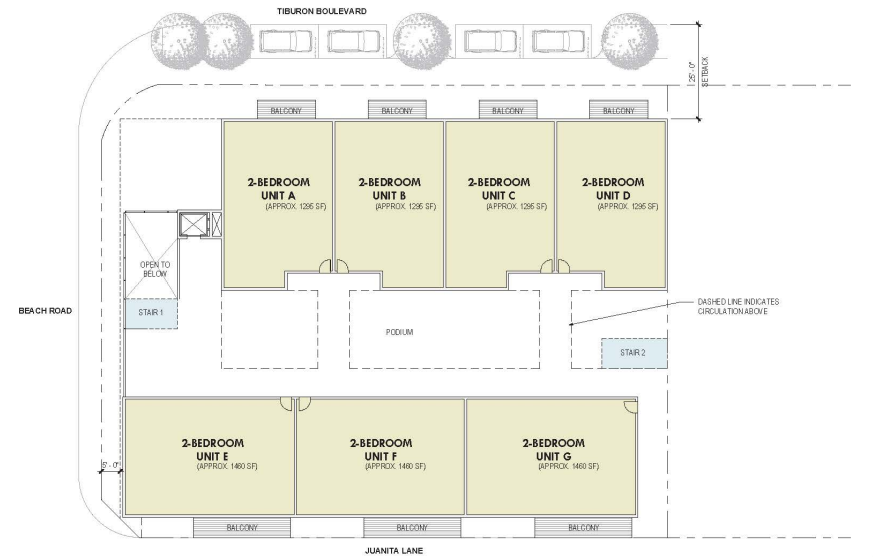 TIBURON BOULEVARD
25'-0"
SETBACK
BALCONY
BALCONY
BALCONY
BALCONY
2-BEDROOM
UNIT A
(APPROX. 1295 SF)
2-BEDROOM
UNIT B
(APPROX. 1295 SF)
2-BEDROOM
UNIT C
(APPROX. 1295 SF)
2-BEDROOM
UNIT D
(APPROX. 1295 SF)
OPEN TO
BELOW
STAIR 1
BEACH ROAD
PODIUM
DASHED LINE INDICATES
CIRCULATION ABOVE
STAIR 2
2-BEDROOM
UNIT E
(APPROX. 1460 SF)
2-BEDROOM
UNIT F
(APPROX. 1460 SF)
2-BEDROOM
UNIT G
(APPROX. 1460 SF)
5'-0"
BALCONY
BALCONY
BALCONY
JUANITA LANE